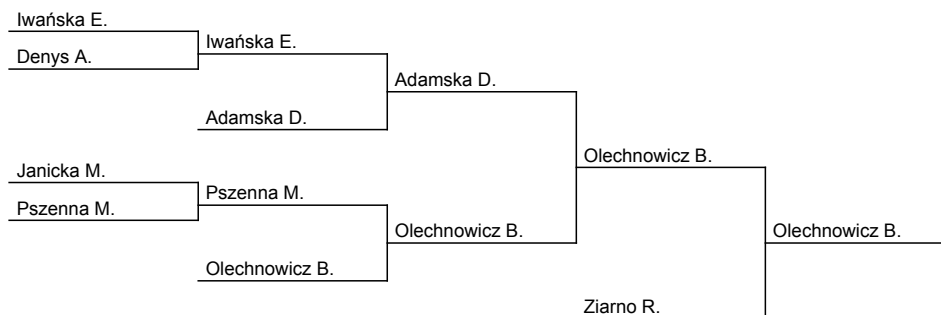 Iwańska E.
Denys A.
Iwańska E.
Adamska D.
Adamska D.
Janicka M.
Pszenna M.
Pszenna M.
Olechnowicz B.
Olechnowicz B.
Olechnowicz B.
Ziarno R.
Olechnowicz B.